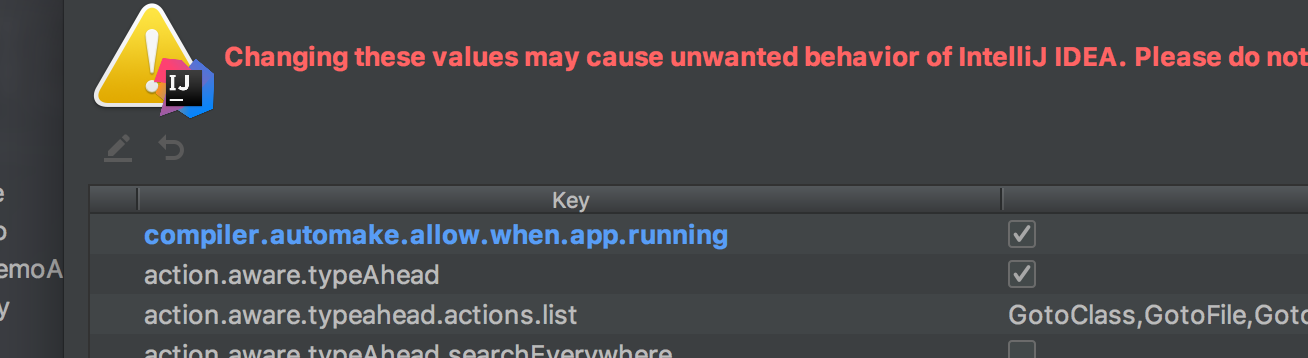 Changing these values may cause unwanted behavior of IntelliJ IDEA. Please do not
IJ
Key
compiler.automake.allow.when.app.running
action.aware.typeAhead
action.aware.typeahead.actions.list GotoClass,GotoFile,Goto
action.aware.typeAhead.searchEverywhere
emoA